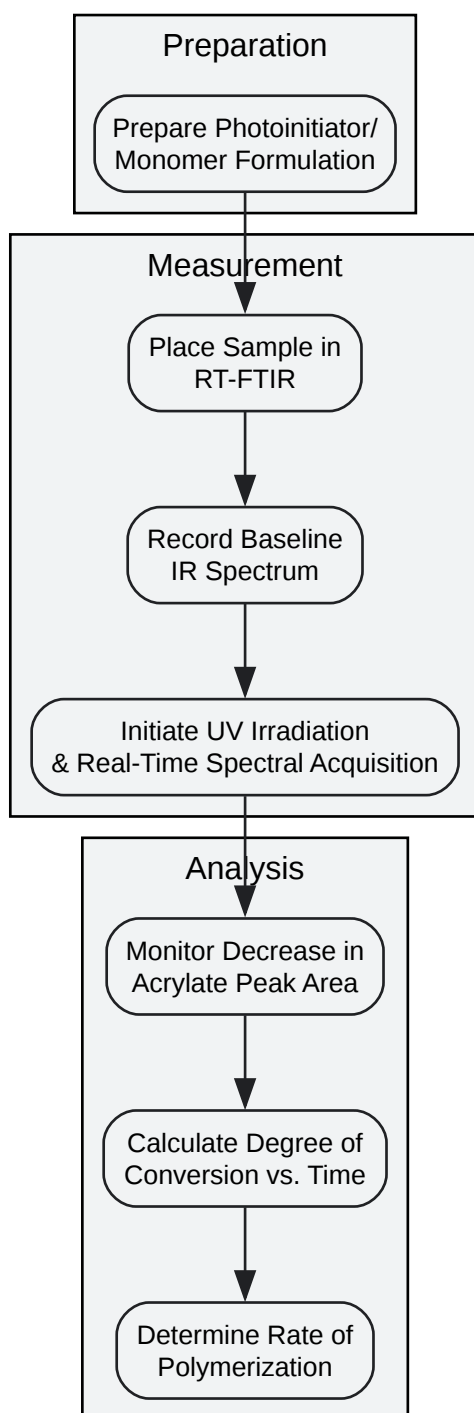 Preparation
Prepare Photoinitiator/
Monomer Formulation
Measurement
Place Sample in
RT-FTIR
Record Baseline
IR Spectrum
Initiate UV Irradiation
& Real-Time Spectral Acquisition
Analysis
Monitor Decrease in
Acrylate Peak Area
Calculate Degree of
Conversion vs. Time
Determine Rate of
Polymerization